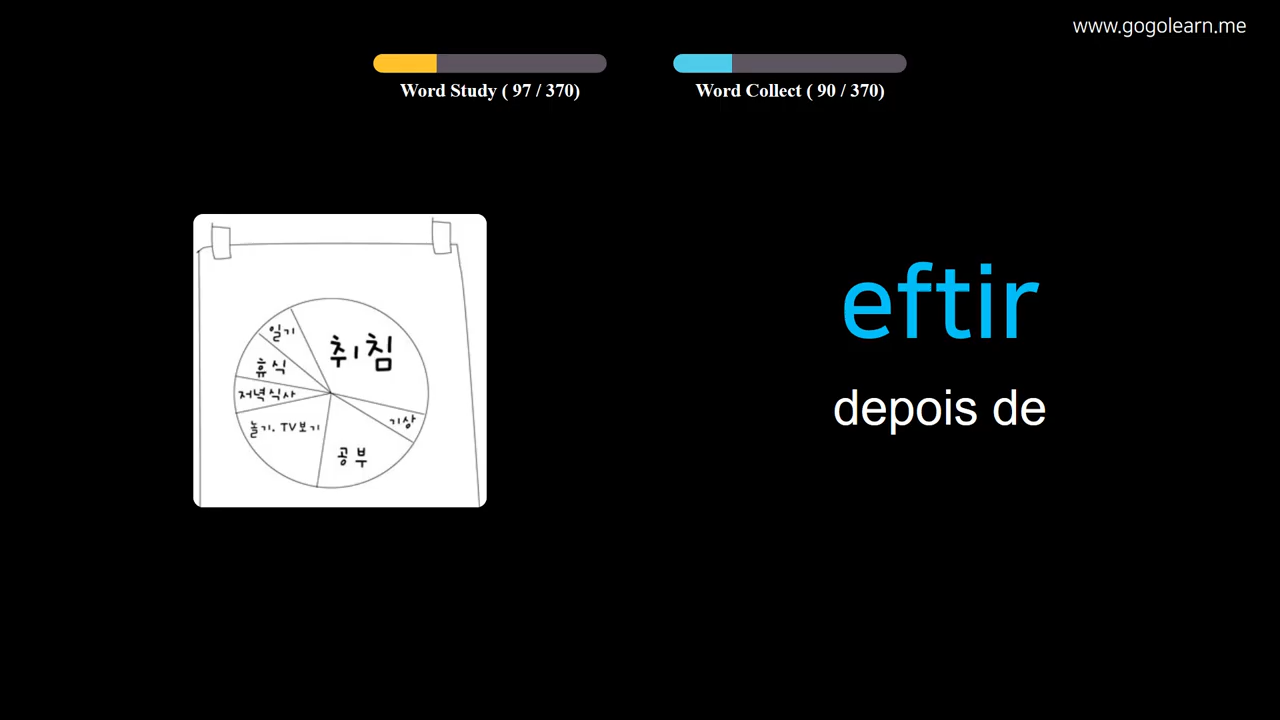 www.gogolearn.me
Word Study ( 97 / 370)
Word Collect ( 90 / 370)
일기
취침
휴식
저녁식사
기상
놀기. TV보기
공부
eftir
depois de